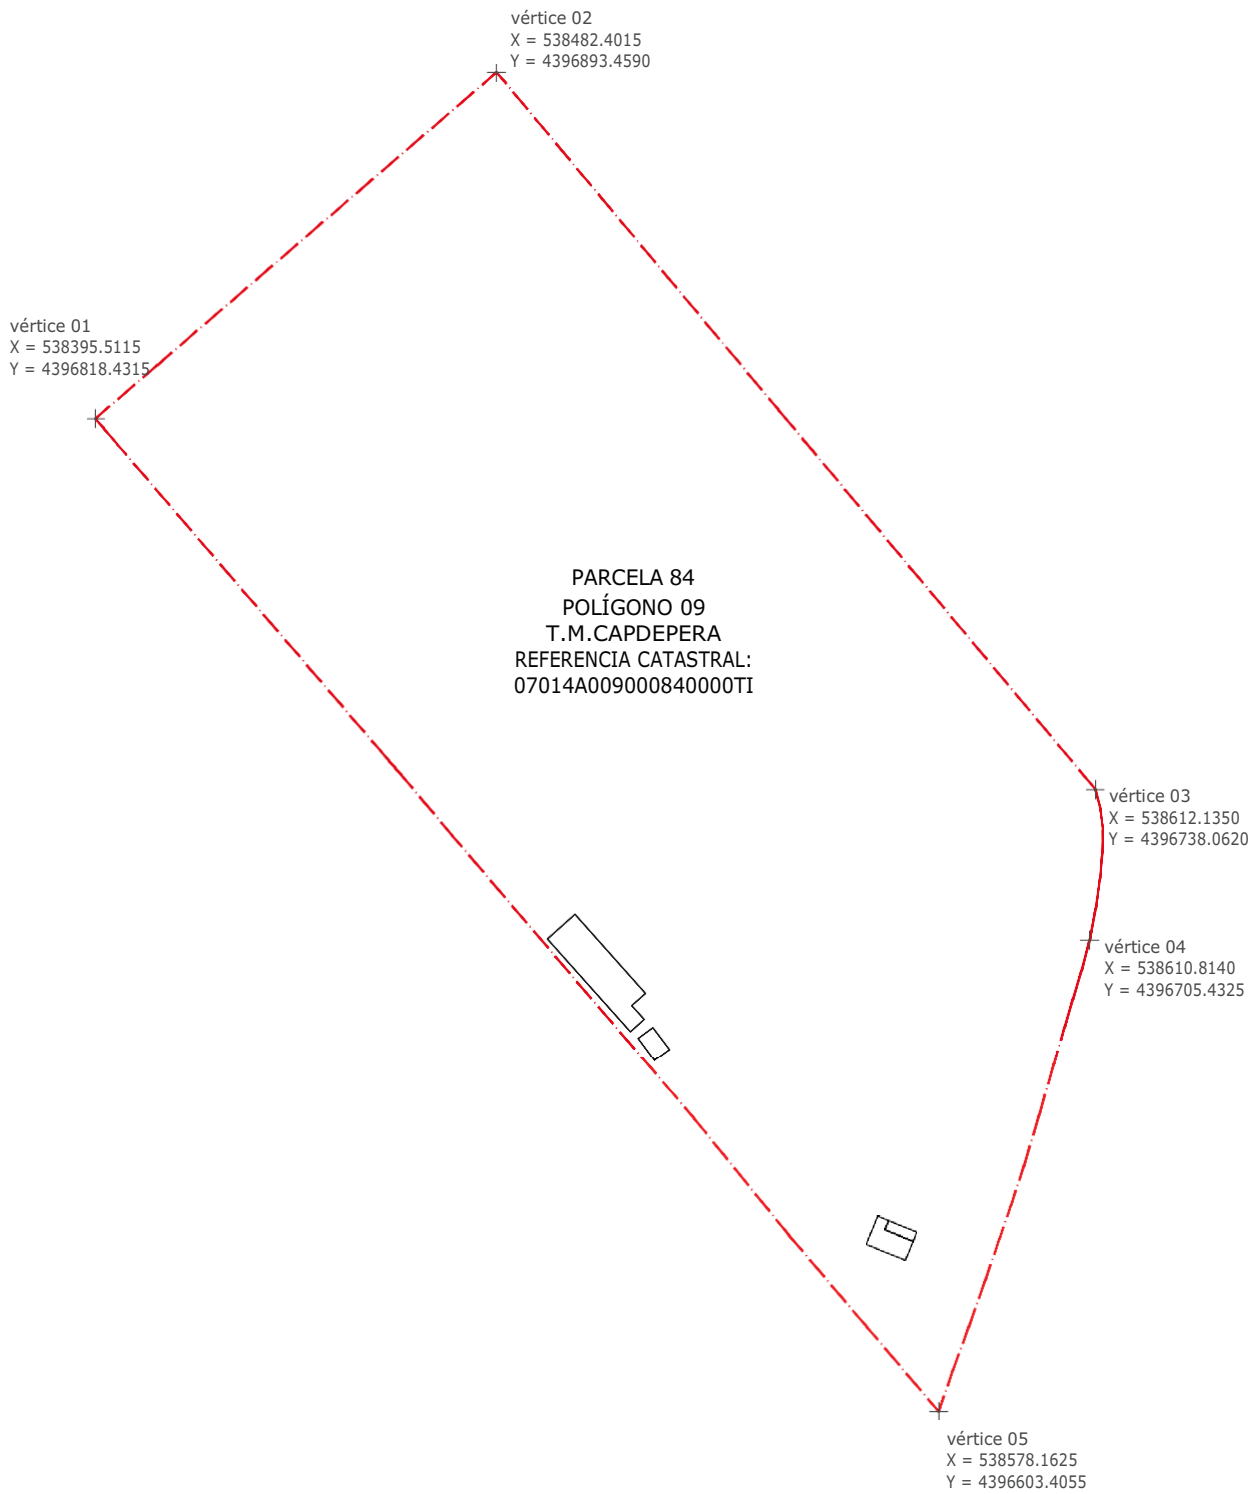 vértice 02
X = 538482.4015
Y = 4396893.4590
vértice 01
X = 538395.5115
Y = 4396818.4315
PARCELA 84
POLÍGONO 09
T.M.CAPDEPERA
REFERENCIA CATASTRAL:
07014A009000840000TI
vértice 03
X = 538612.1350
Y = 4396738.0620
vértice 04
X = 538610.8140
Y = 4396705.4325
vértice 05
X = 538578.1625
Y = 4396603.4055